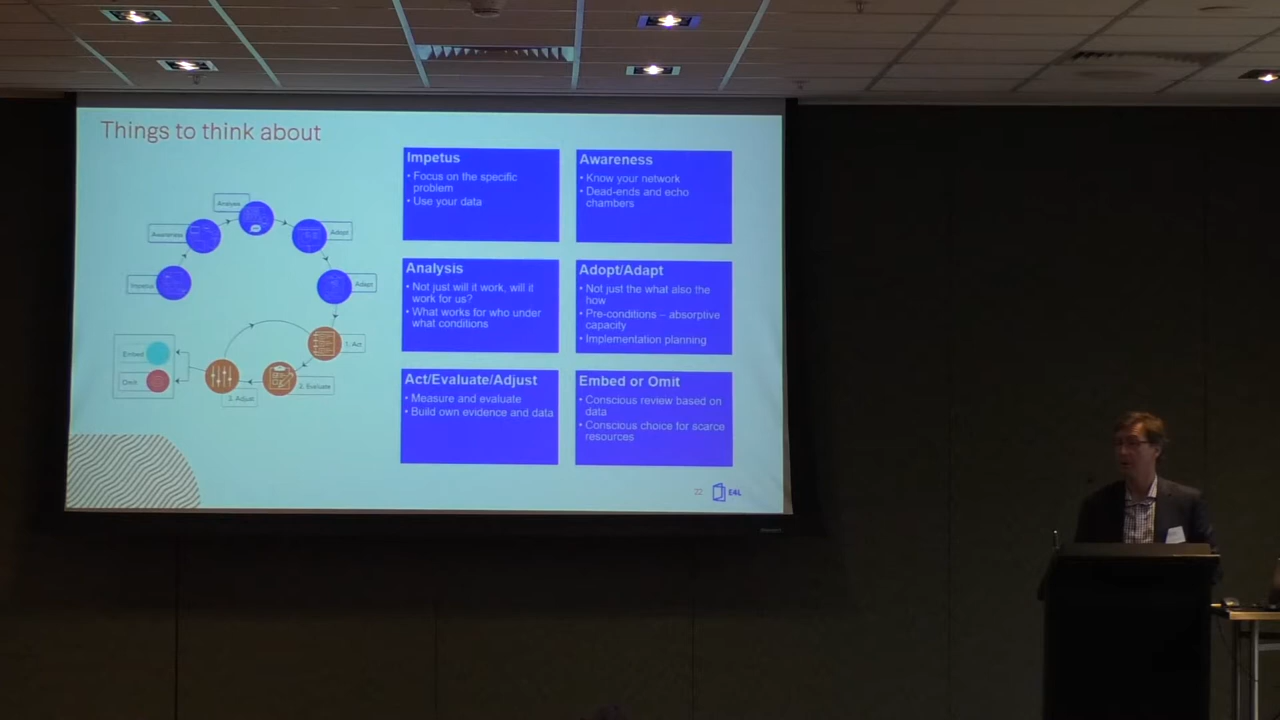 Things to think about
Analysis
Awareness
Adopt
Impetus
Adapt
1. Act
Embed
Omit
2. Evaluate
3. Adjust
Impetus
• Focus on the specific
problem
• Use your data
Awareness
• Know your network
• Dead-ends and echo
chambers
Analysis
• Not just will it work, will it
work for us?
• What works for who under
what conditions
Adopt/Adapt
• Not just the what also the
how
• Pre-conditions – absorptive
capacity
• Implementation planning
Act/Evaluate/Adjust
• Measure and evaluate
• Build own evidence and data
Embed or Omit
• Conscious review based on
data
• Conscious choice for scarce
resources
22
E4L